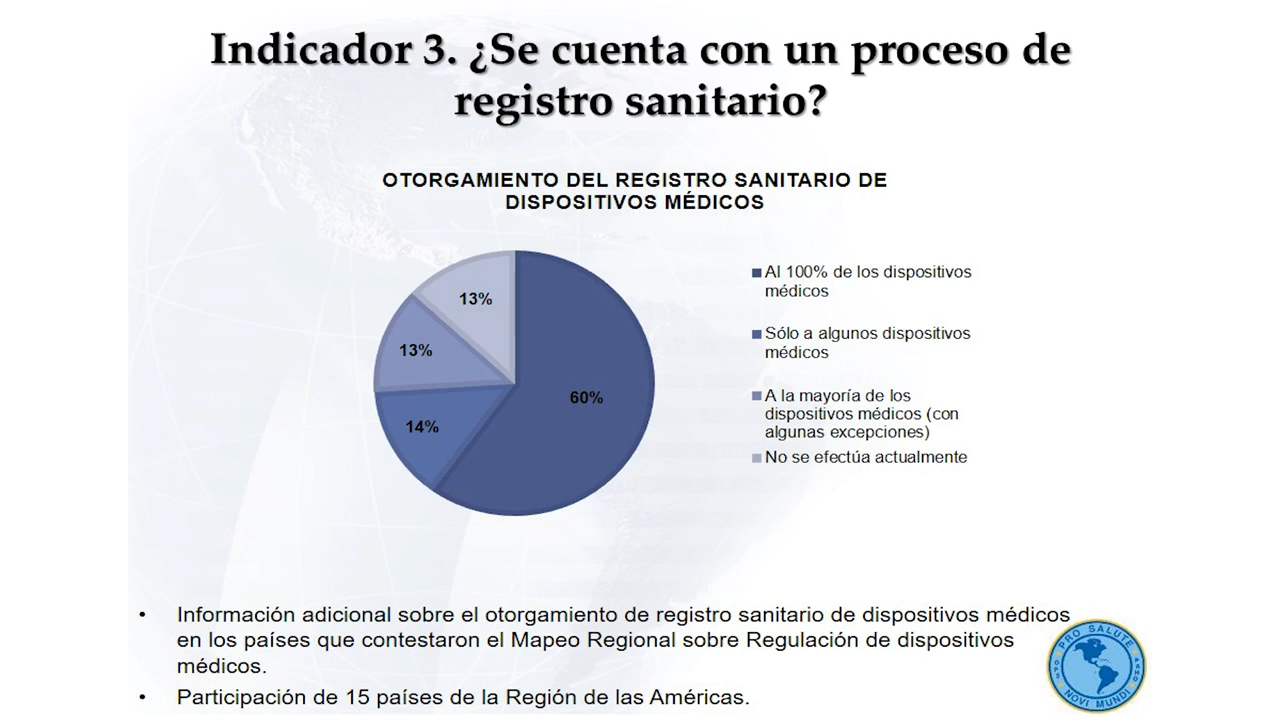 Indicador 3. ¿Se cuenta con un proceso de
registro sanitario?
OTORGAMIENTO DEL REGISTRO SANITARIO DE
DISPOSITIVOS MÉDICOS
13%
13%
14%
60%
Al 100% de los dispositivos
médicos
Sólo a algunos dispositivos
médicos
A la mayoría de los
dispositivos médicos (con
algunas excepciones)
No se efectúa actualmente
• Información adicional sobre el otorgamiento de registro sanitario de dispositivos médicos
en los países que contestaron el Mapeo Regional sobre Regulación de dispositivos
médicos.
• Participación de 15 países de la Región de las Américas.
PRO SALUTE
OPS
PAHO
NOVI MUNDI